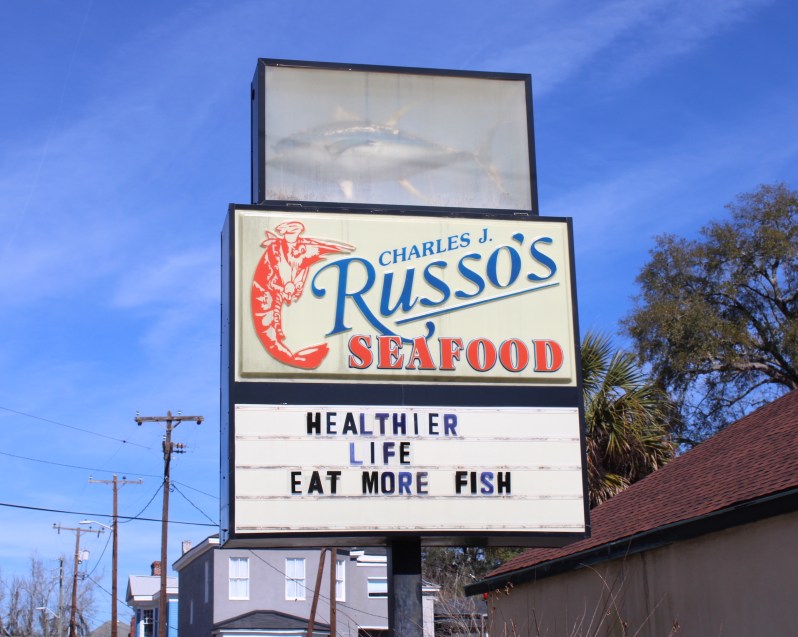 CHARLES J.
RUSSO'S
SEAFOOD
HEALTHIER
LIFE
EAT MORE FISH